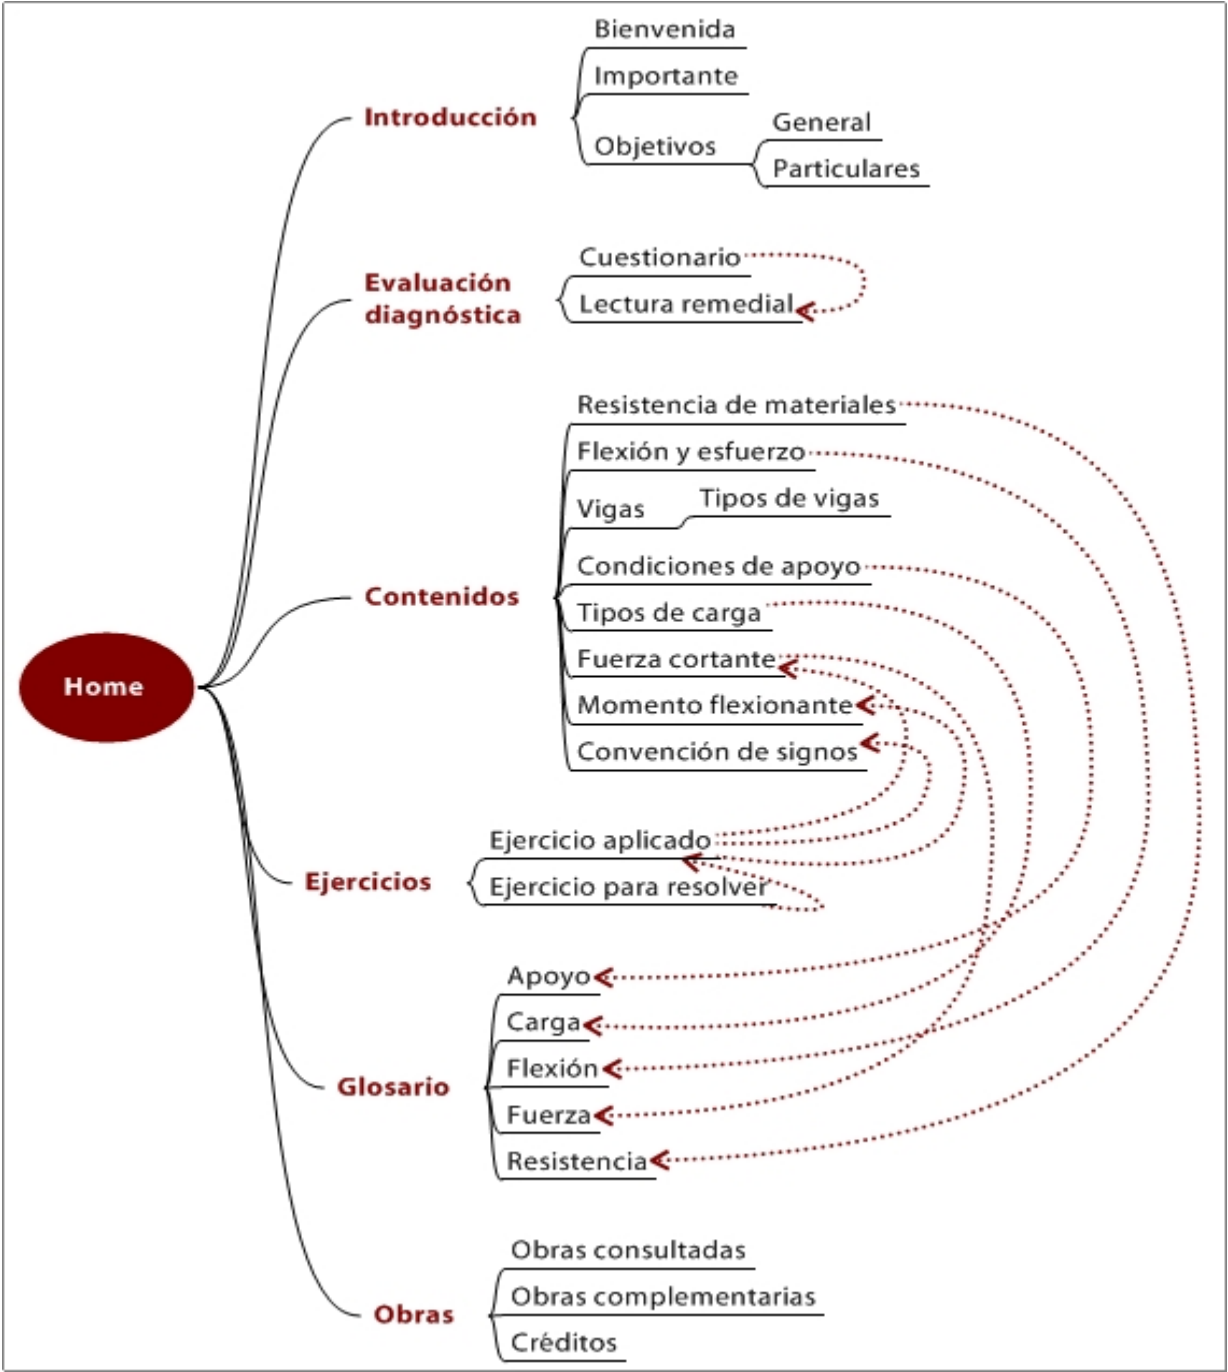 Home
Introducción
Bienvenida
Importante
Objetivos
General
Particulares
Evaluación
diagnóstica
Cuestionario
Lectura remedial
Contenidos
Resistencia de materiales
Flexión y esfuerzo
Vigas
Tipos de vigas
Condiciones de apoyo
Tipos de carga
Fuerza cortante
Momento flexionante
Convención de signos
Ejercicios
Ejercicio aplicado
Ejercicio para resolver
Glosario
Apoyo
Carga
Flexión
Fuerza
Resistencia
Obras
Obras consultadas
Obras complementarias
Créditos